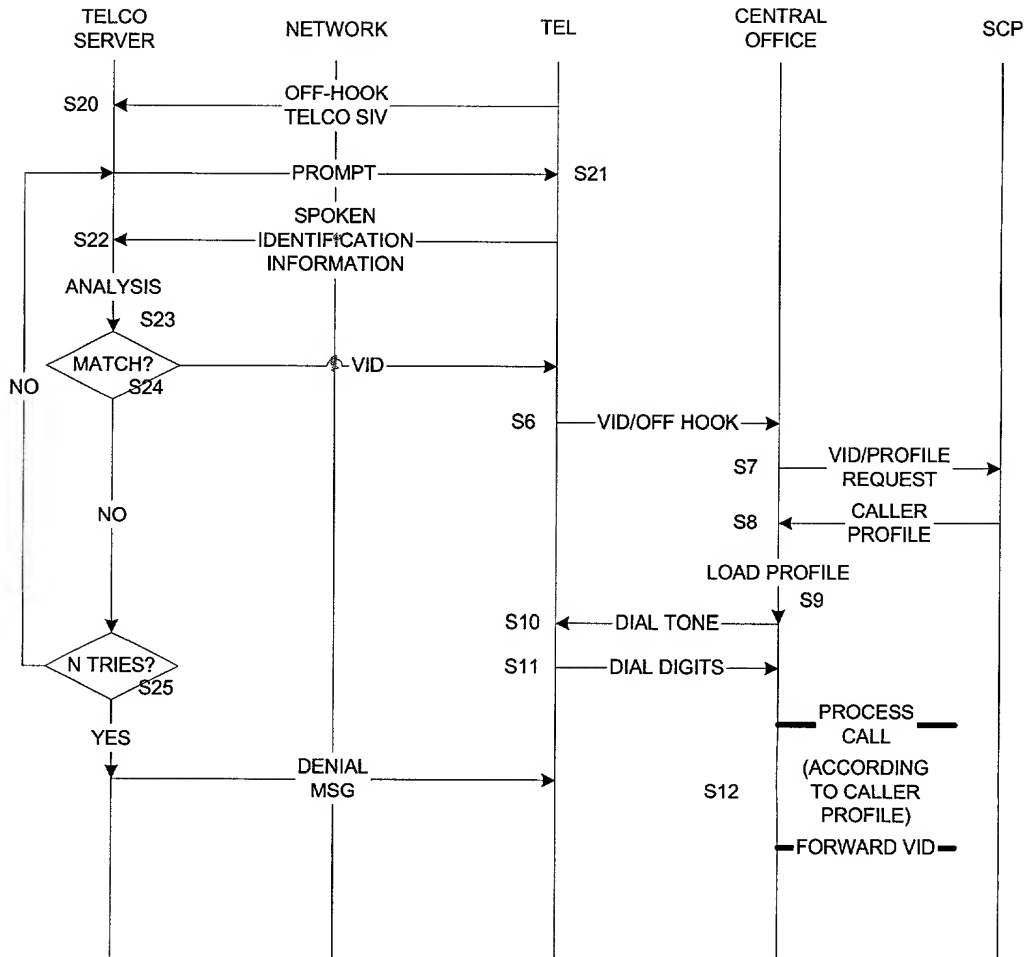 TELCO
SERVER
NETWORK
TEL
CENTRAL
OFFICE
SCP
S20
OFF-HOOK
TELCO SIV
PROMPT
S21
S22
SPOKEN
IDENTIFICATION
INFORMATION
ANALYSIS
S23
MATCH?
S24
VID
NO
S6
VID/OFF HOOK
S7
VID/PROFILE
REQUEST
NO
S8
CALLER
PROFILE
LOAD PROFILE
S9
S10
DIAL TONE
N TRIES?
S25
S11
DIAL DIGITS
YES
PROCESS
CALL
DENIAL
MSG
S12
(ACCORDING
TO CALLER
PROFILE)
FORWARD VID